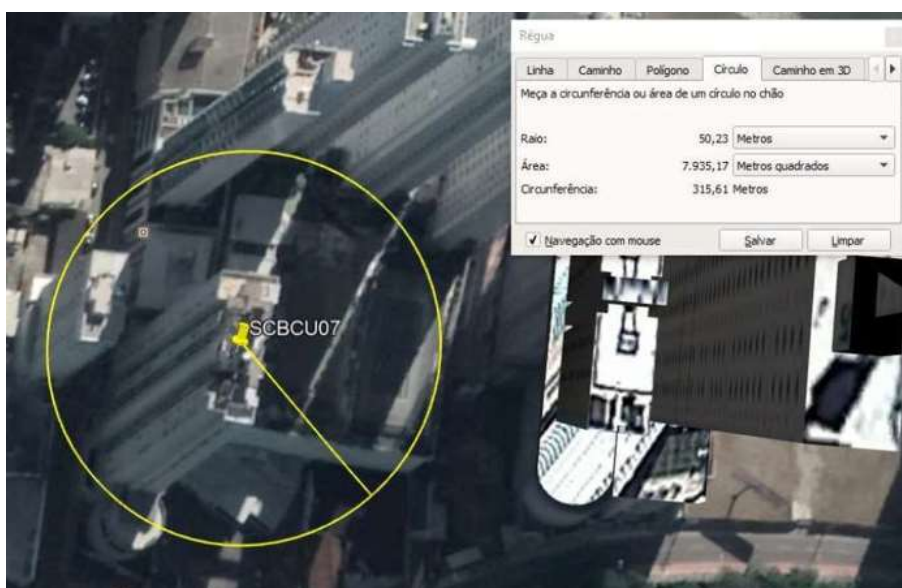 Régua
Linha Caminho Polígono Círculo Caminho em 3D
Meça a circunferência ou área de um círculo no chão
Raio: 50,23 Metros
Área: 7.935,17 Metros quadrados
Circunferência: 315,61 Metros
Navegação com mouse Salvar Limpar
SCBCU07